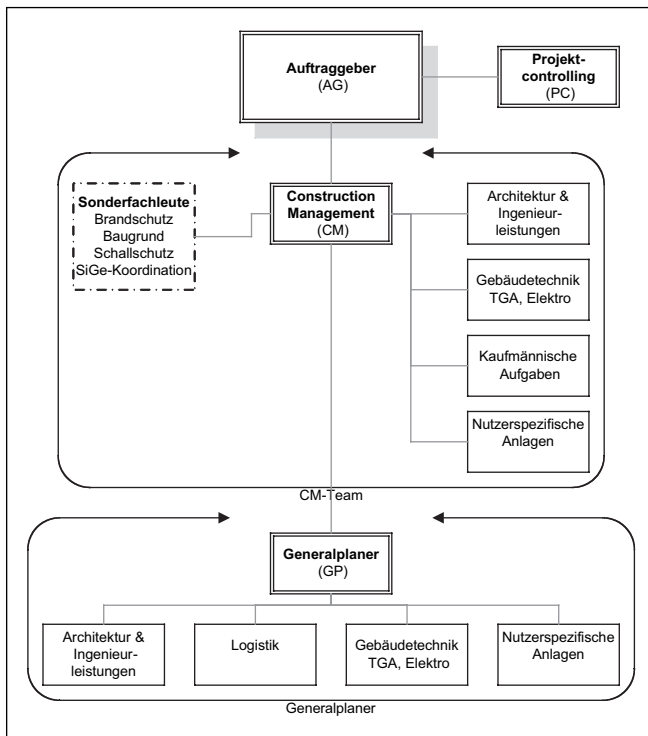 Auftraggeber
(AG)
Projekt-
controlling
(PC)
Sonderfachleute
Brandschutz
Baugrund
Schallschutz
SiGe-Koordination
Construction
Management
(CM)
Architektur &
Ingenieur-
leistungen
Gebäudetechnik
TGA, Elektro
Kaufmännische
Aufgaben
Nutzerspezifische
Anlagen
CM-Team
Generalplaner
(GP)
Architektur &
Ingenieur-
leistungen
Logistik
Gebäudetechnik
TGA, Elektro
Nutzerspezifische
Anlagen
Generalplaner